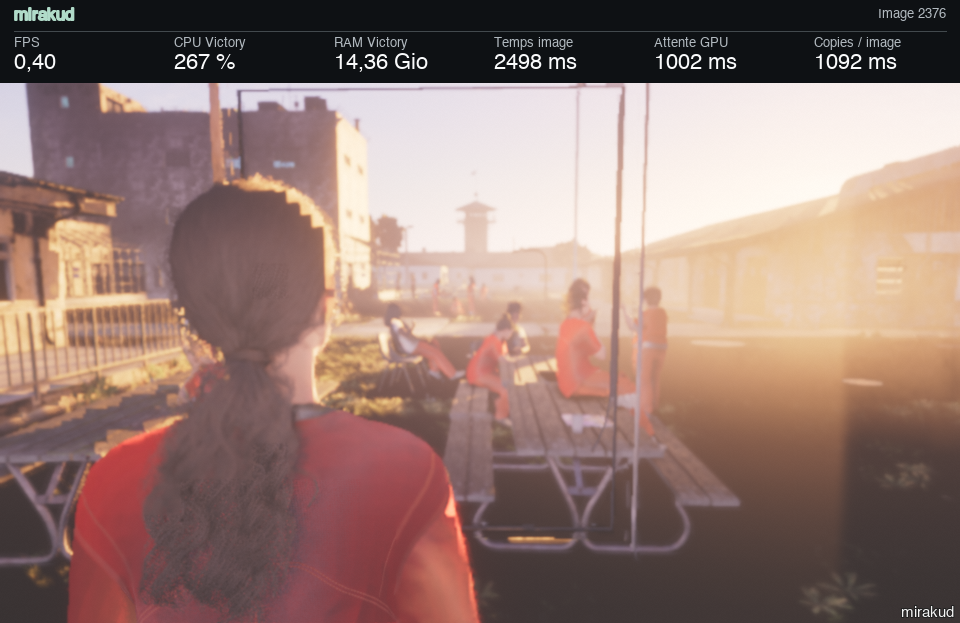 mirakud
Image 2376
FPS
CPU Victory
RAM Victory
Temps image
Attente GPU
Copies / image
0,40
267 %
14,36 Gio
2498 ms
1002 ms
1092 ms
mirakud